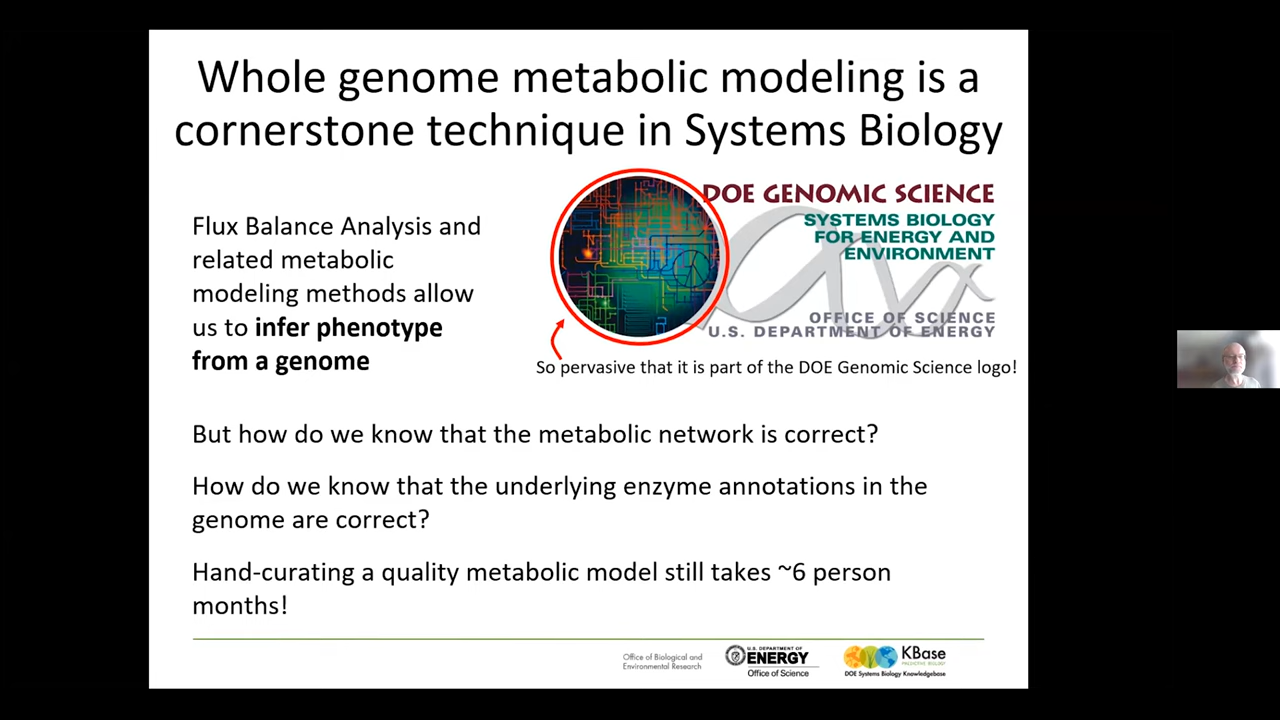 Whole genome metabolic modeling is a
cornerstone technique in Systems Biology
Flux Balance Analysis and
related metabolic
modeling methods allow
us to infer phenotype
from a genome
DOE GENOMIC SCIENCE
SYSTEMS BIOLOGY
FOR ENERGY AND
ENVIRONMENT
OFFICE OF SCIENCE
U.S. DEPARTMENT OF ENERGY
So pervasive that it is part of the DOE Genomic Science logo!
But how do we know that the metabolic network is correct?
How do we know that the underlying enzyme annotations in the
genome are correct?
Hand-curating a quality metabolic model still takes ~6 person
months!
Office of Biological and
Environmental Research
U.S. DEPARTMENT OF
ENERGY
Office of Science
KBase
PREDICTIVE BIOLOGY
DOE Systems Biology Knowledgebase